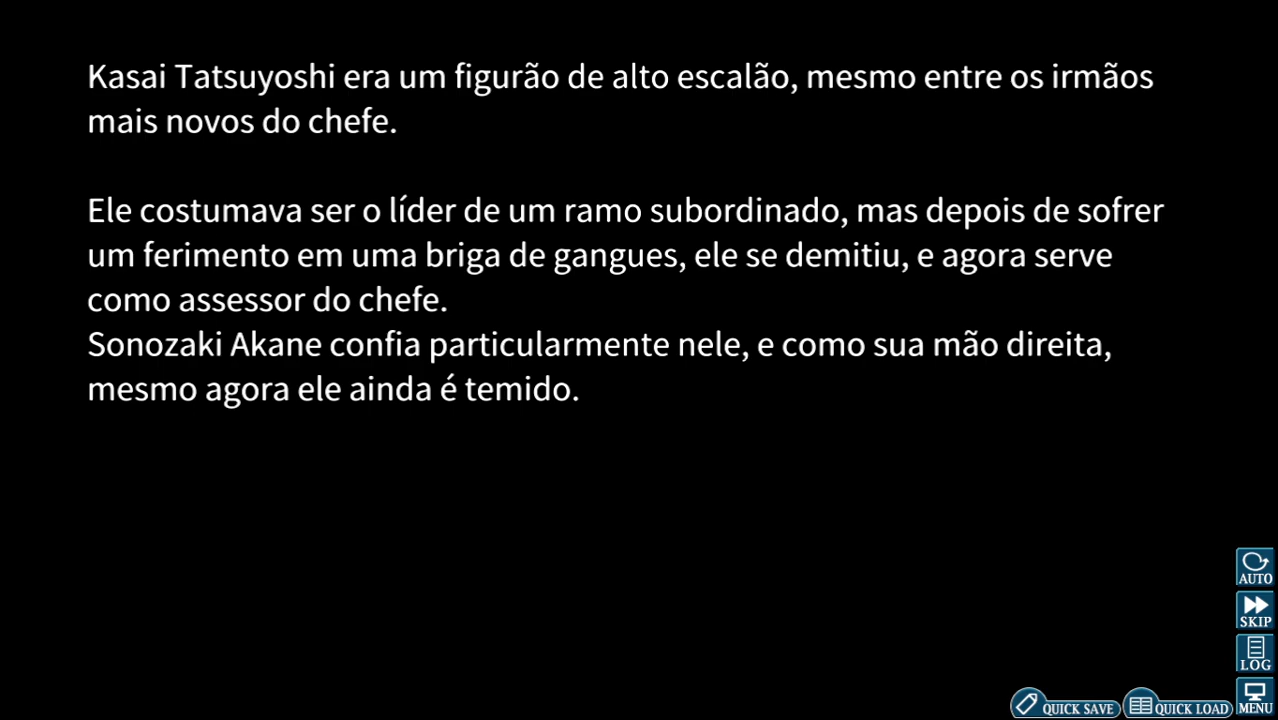 Kasai Tatsuyoshi era um figurão de alto escalão, mesmo entre os irmãos
mais novos do chefe.
Ele costumava ser o líder de um ramo subordinado, mas depois de sofrer
um ferimento em uma briga de gangues, ele se demitiu, e agora serve
como assessor do chefe.
Sonozaki Akane confia particularmente nele, e como sua mão direita,
mesmo agora ele ainda é temido.
AUTO
SKIP
LOG
QUICK SAVE
QUICK LOAD
MENU